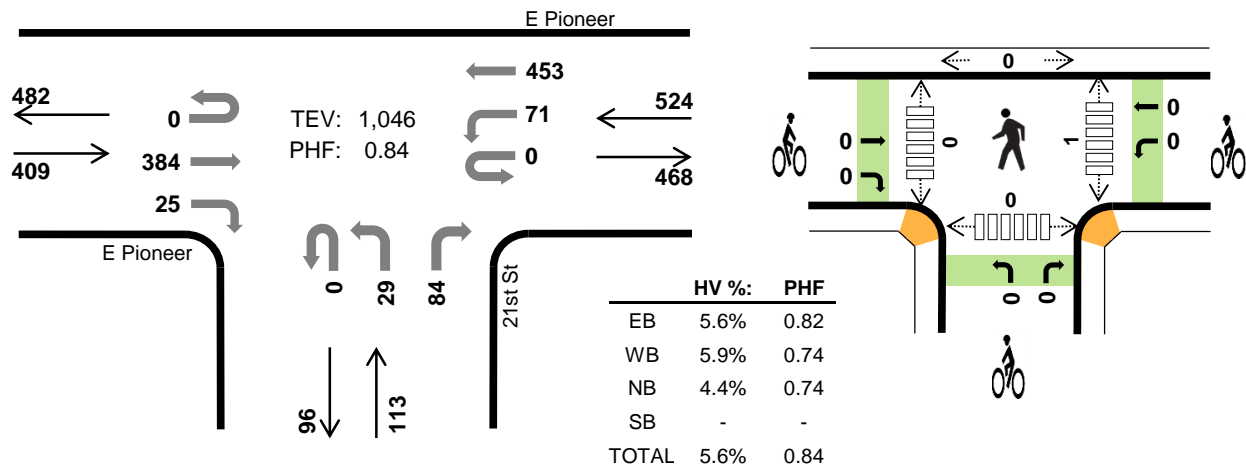 E Pioneer
482
409
0
384
25
TEV: 1,046
PHF: 0.84
453
71
0
524
468
E Pioneer
0
29
84
21st St
96
113
HV %: PHF
EB 5.6% 0.82
WB 5.9% 0.74
NB 4.4% 0.74
SB - -
TOTAL 5.6% 0.84
0
0
0
0
1
0
0
0
0
0